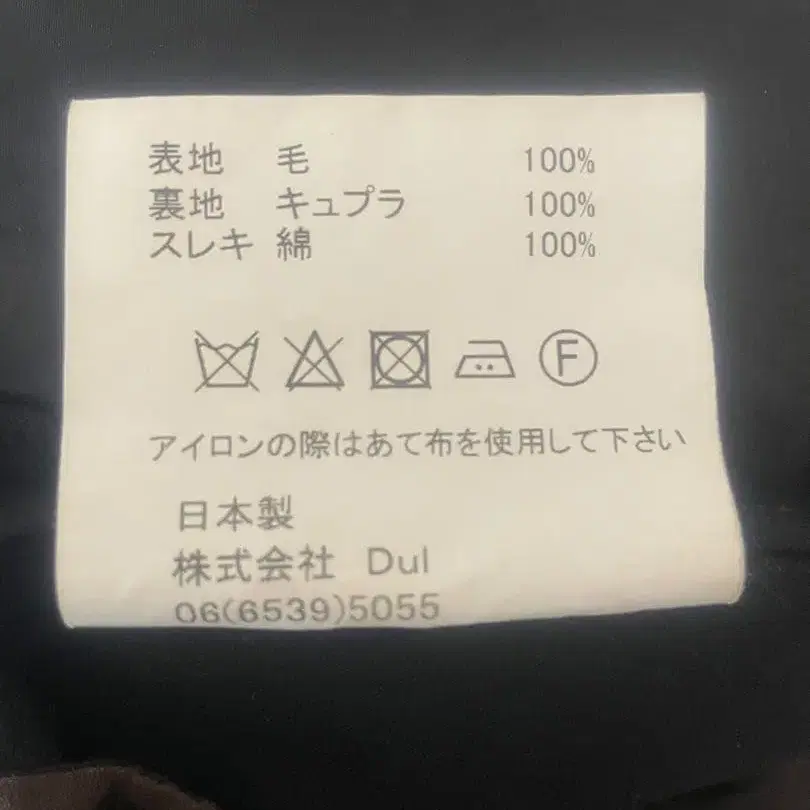 表地 毛 100%
裏地 キュプラ 100%
スレキ 綿 100%
F
アイロンの際はあて布を使用して下さい
日本製
株式会社 Dul
06(6539)5055